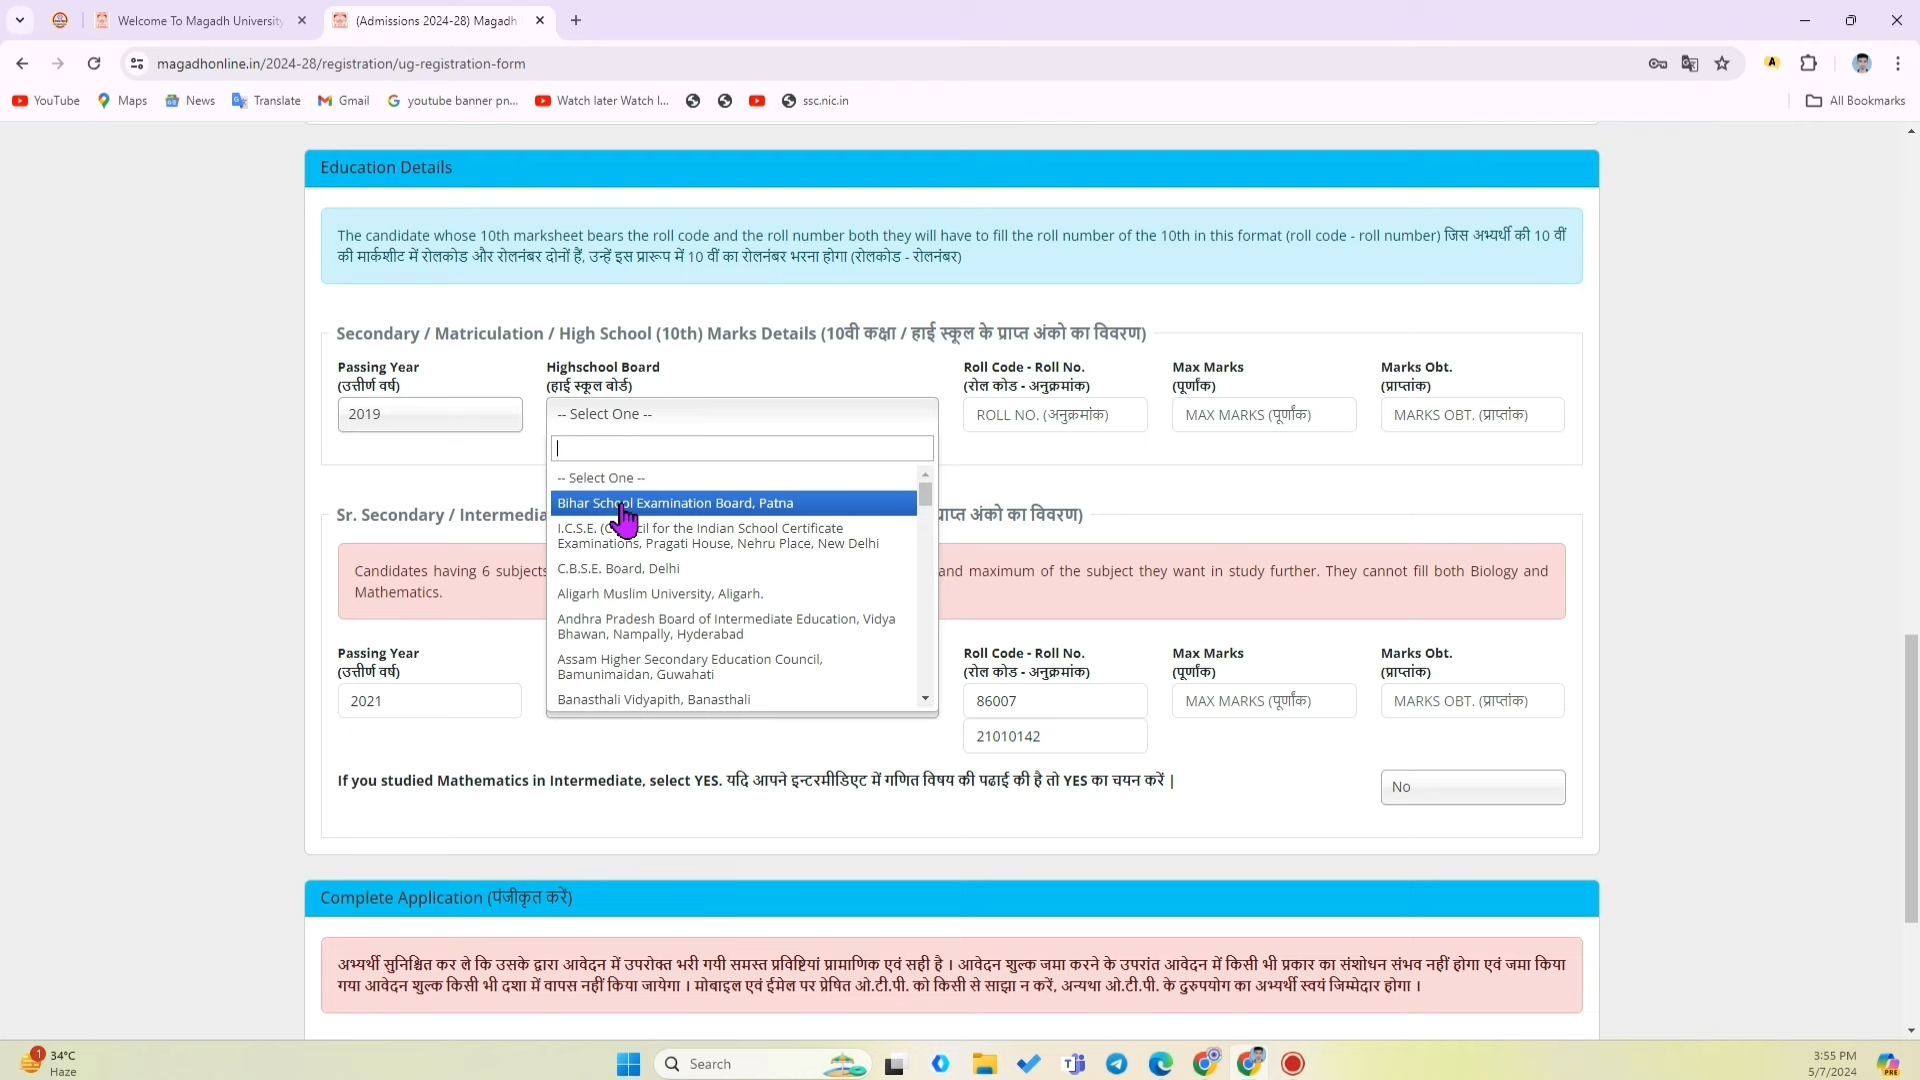 Welcome To Magadh University
(Admissions 2024-28) Magadh
magadhonline.in/2024-28/registration/ug-registration-form
YouTube
Maps
News
Translate
Gmail
youtube banner pn...
Watch later Watch l...
ssc.nic.in
All Bookmarks
Education Details
The candidate whose 10th marksheet bears the roll code and the roll number both they will have to fill the roll number of the 10th in this format (roll code - roll number) जिस अभ्यर्थी की 10 वीं
की मार्कशीट में रोलकोड और रोलनंबर दोनों हैं, उन्हें इस प्रारूप में 10 वीं का रोलनंबर भरना होगा (रोलकोड - रोलनंबर)
Secondary / Matriculation / High School (10th) Marks Details (10वी कक्षा / हाई स्कूल के प्राप्त अंको का विवरण)
Passing Year
(उत्तीर्ण वर्ष)
Highschool Board
(हाई स्कूल बोर्ड)
Roll Code - Roll No.
(रोल कोड - अनुक्रमांक)
Max Marks
(पूर्णांक)
Marks Obt.
(प्राप्तांक)
2019
-- Select One --
ROLL NO. (अनुक्रमांक)
MAX MARKS (पूर्णांक)
MARKS OBT. (प्राप्तांक)
-- Select One --
Bihar School Examination Board, Patna
I.C.S.E. for the Indian School Certificate
Examinations, Pragati House, Nehru Place, New Delhi
C.B.S.E. Board, Delhi
Aligarh Muslim University, Aligarh.
Andhra Pradesh Board of Intermediate Education, Vidya
Bhawan, Nampally, Hyderabad
Assam Higher Secondary Education Council,
Bamunimaidan, Guwahati
Banasthali Vidyapith, Banasthali
Sr. Secondary / अंको का विवरण)
Candidates having 6 subjects and maximum of the subject they want in study further. They cannot fill both Biology and
Mathematics.
Passing Year
(उत्तीर्ण वर्ष)
Roll Code - Roll No.
(रोल कोड - अनुक्रमांक)
Max Marks
(पूर्णांक)
Marks Obt.
(प्राप्तांक)
2021
86007
MAX MARKS (पूर्णांक)
MARKS OBT. (प्राप्तांक)
21010142
If you studied Mathematics in Intermediate, select YES. यदि आपने इन्टरमीडिएट में गणित विषय की पढाई की है तो YES का चयन करें |
No
Complete Application (पंजीकृत करें)
अभ्यर्थी सुनिश्चित कर ले कि उसके द्वारा आवेदन में उपरोक्त भरी गयी समस्त प्रविष्टियां प्रामाणिक एवं सही है । आवेदन शुल्क जमा करने के उपरांत आवेदन में किसी भी प्रकार का संशोधन संभव नहीं होगा एवं जमा किया
गया आवेदन शुल्क किसी भी दशा में वापस नहीं किया जायेगा । मोबाइल एवं ईमेल पर प्रेषित ओ.टी.पी. को किसी से साझा न करें, अन्यथा ओ.टी.पी. के दुरुपयोग का अभ्यर्थी स्वयं जिम्मेदार होगा ।
1
34°C
Haze
Search
3:55 PM
5/7/2024
PRE